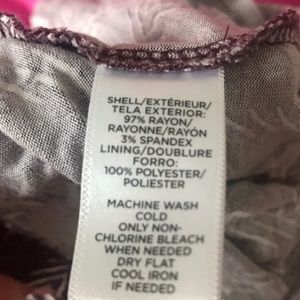 SHELL/EXTÉRIEUR/
TELA EXTERIOR:
97% RAYON/
RAYONNE/RAYÓN
3% SPANDEX
LINING/DOUBLURE
FORRO:
100% POLYESTER/
POLIESTER
MACHINE WASH
COLD
ONLY NON-
CHLORINE BLEACH
WHEN NEEDED
DRY FLAT
COOL IRON
IF NEEDED